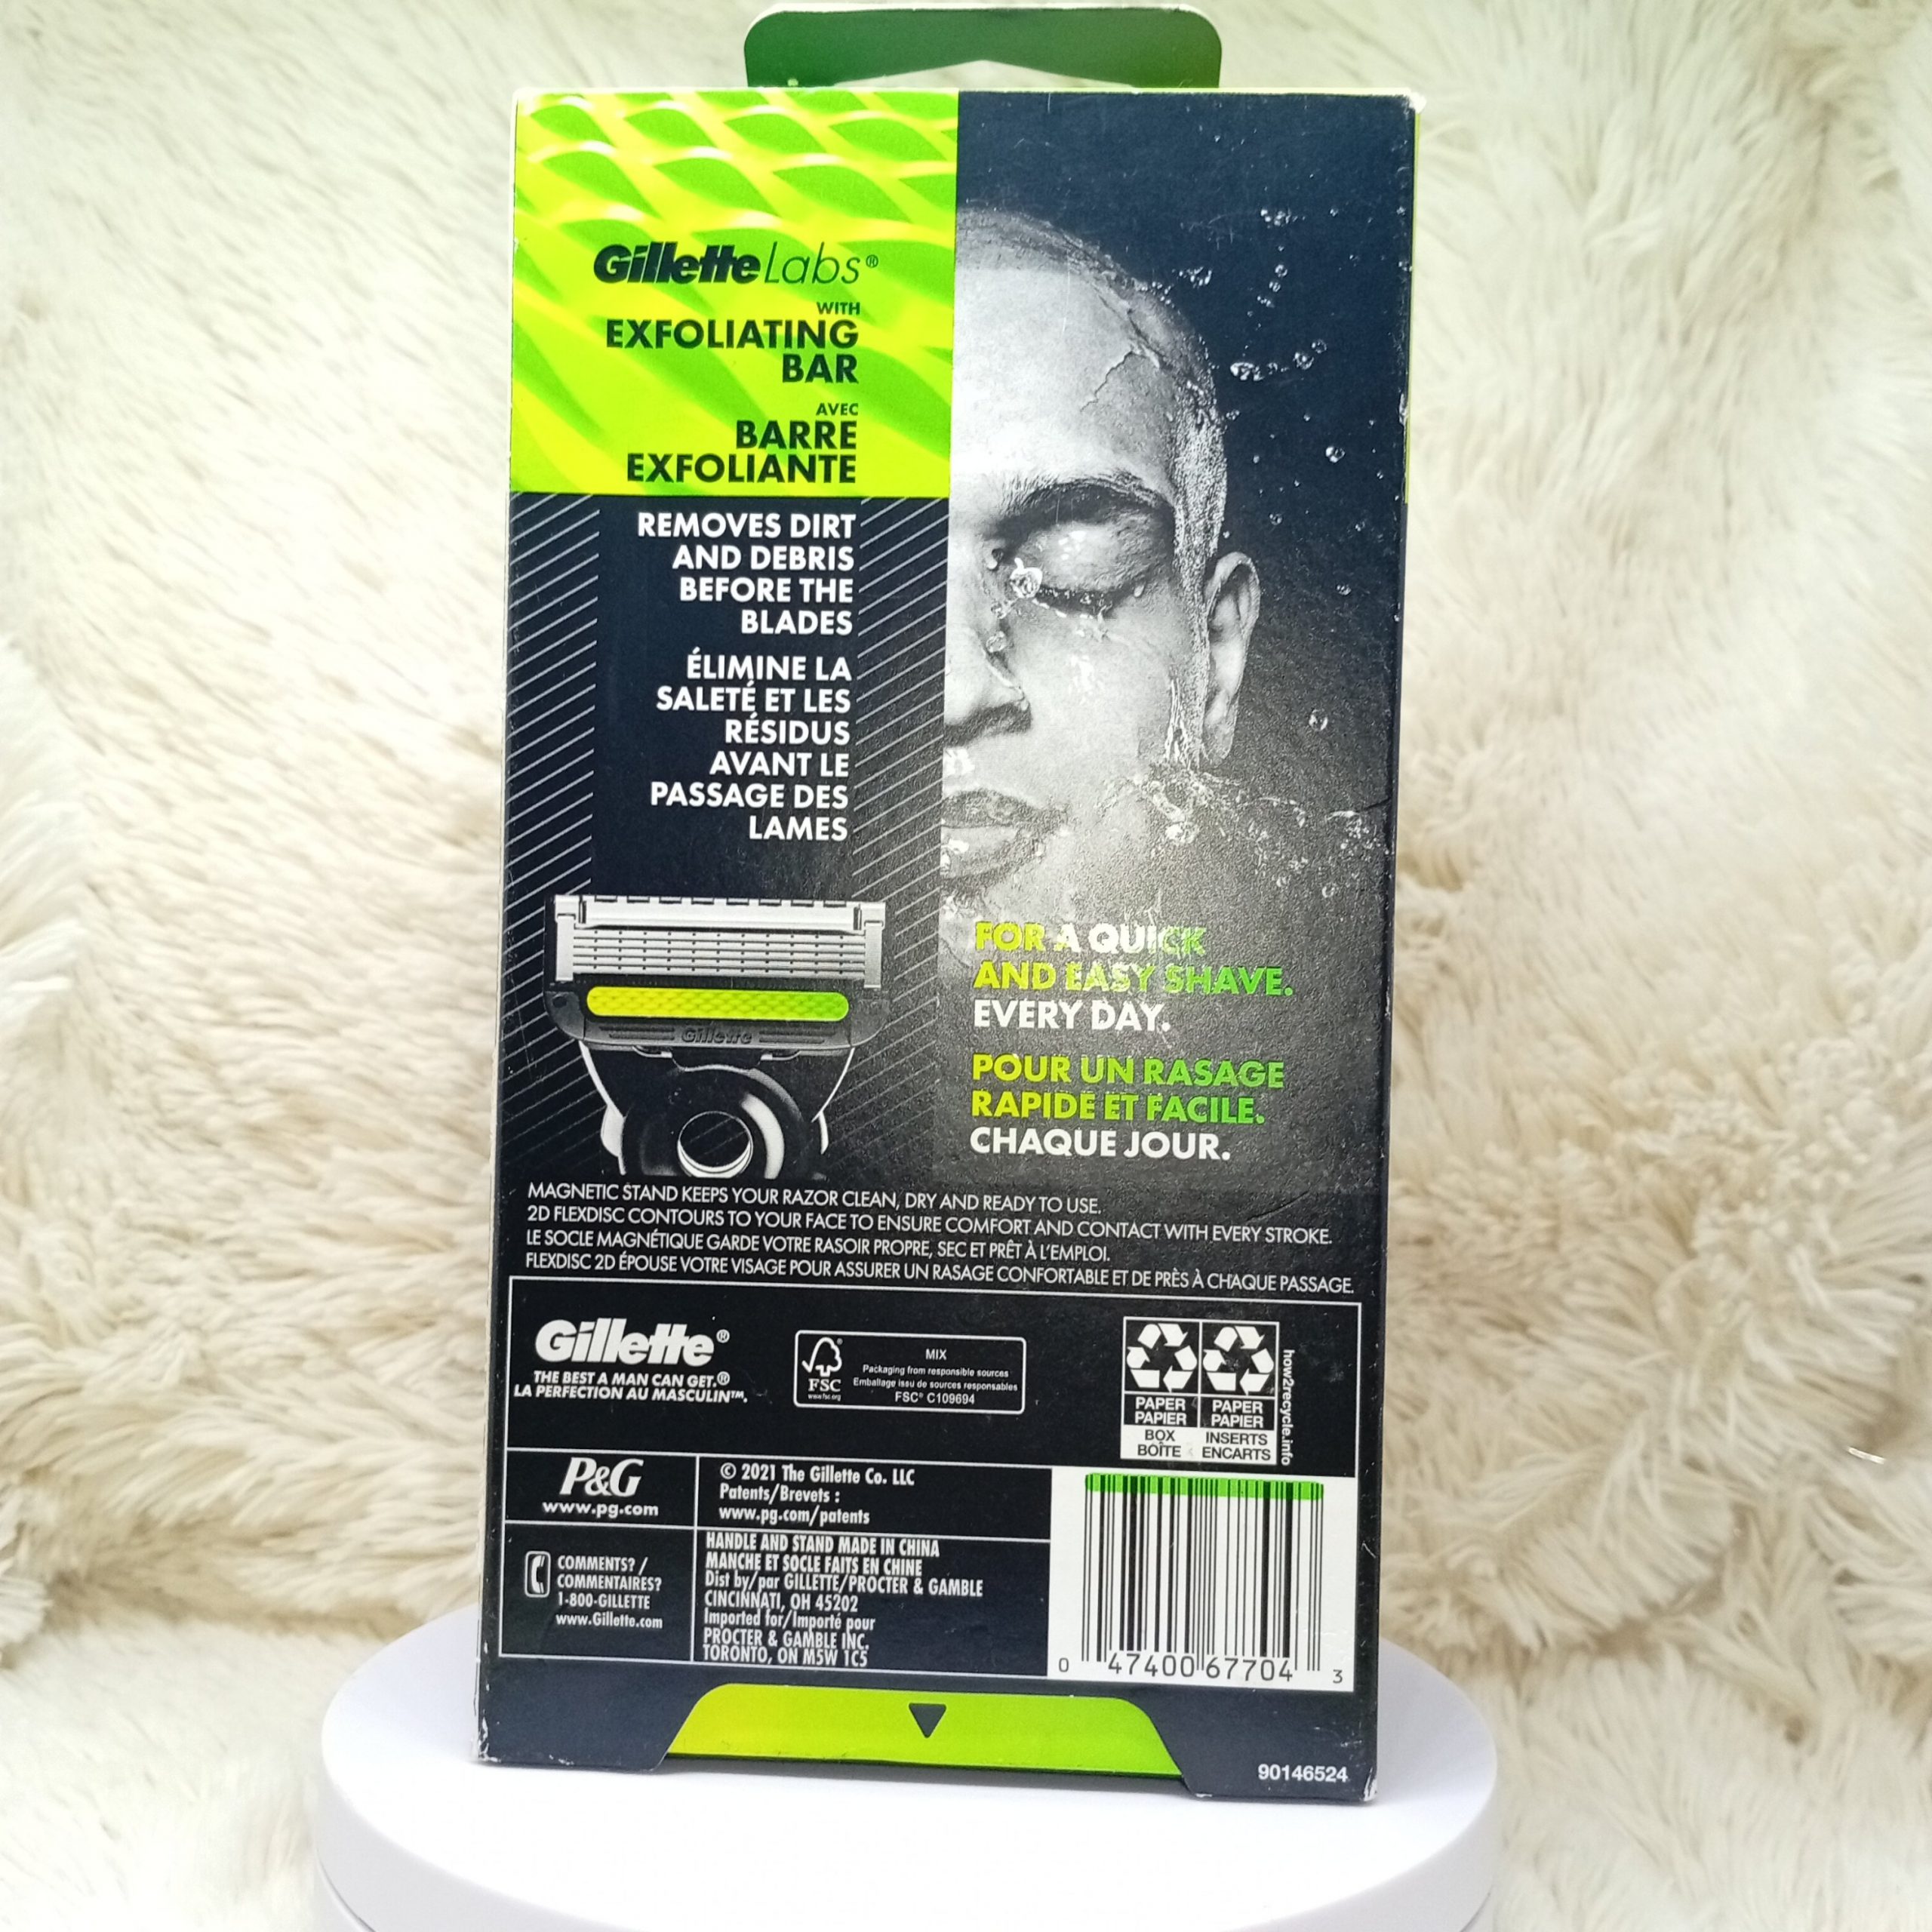 Gillette Labs®
WITH
EXFOLIATING
BAR
AVEC
BARRE
EXFOLIANTE
REMOVES DIRT
AND DEBRIS
BEFORE THE
BLADES
ÉLIMINE LA
SALETÉ ET LES
RÉSIDUS
AVANT LE
PASSAGE DES
LAMES
Gillette
FOR A QUICK
AND EASY SHAVE.
EVERY DAY.
POUR UN RASAGE
RAPIDE ET FACILE.
CHAQUE JOUR.
MAGNETIC STAND KEEPS YOUR RAZOR CLEAN, DRY AND READY TO USE.
2D FLEXDISC CONTOURS TO YOUR FACE TO ENSURE COMFORT AND CONTACT WITH EVERY STROKE.
LE SOCLE MAGNÉTIQUE GARDE VOTRE RASOIR PROPRE, SEC ET PRÊT À L'EMPLOI.
FLEXDISC 2D ÉPOUSE VOTRE VISAGE POUR ASSURER UN RASAGE CONFORTABLE ET DE PRÈS À CHAQUE PASSAGE.
Gillette®
THE BEST A MAN CAN GET.®
LA PERFECTION AU MASCULIN™.
FSC
www.fsc.org
MIX
Packaging from responsible sources
Emballage issu de sources responsables
FSC® C109694
PAPER
PAPIER
BOX
BOÎTE
PAPER
PAPIER
INSERTS
ENCARTS
how2recycle.info
P&G
www.pg.com
© 2021 The Gillette Co. LLC
Patents/Brevets :
www.pg.com/patents
COMMENTS? /
COMMENTAIRES?
1-800-GILLETTE
www.Gillette.com
HANDLE AND STAND MADE IN CHINA
MANCHE ET SOCLE FAITS EN CHINE
Dist by/par GILLETTE/PROCTER & GAMBLE
CINCINNATI, OH 45202
Imported for/Importé pour
PROCTER & GAMBLE INC.
TORONTO, ON M5W 1C5
0 47400 67704 3
90146524